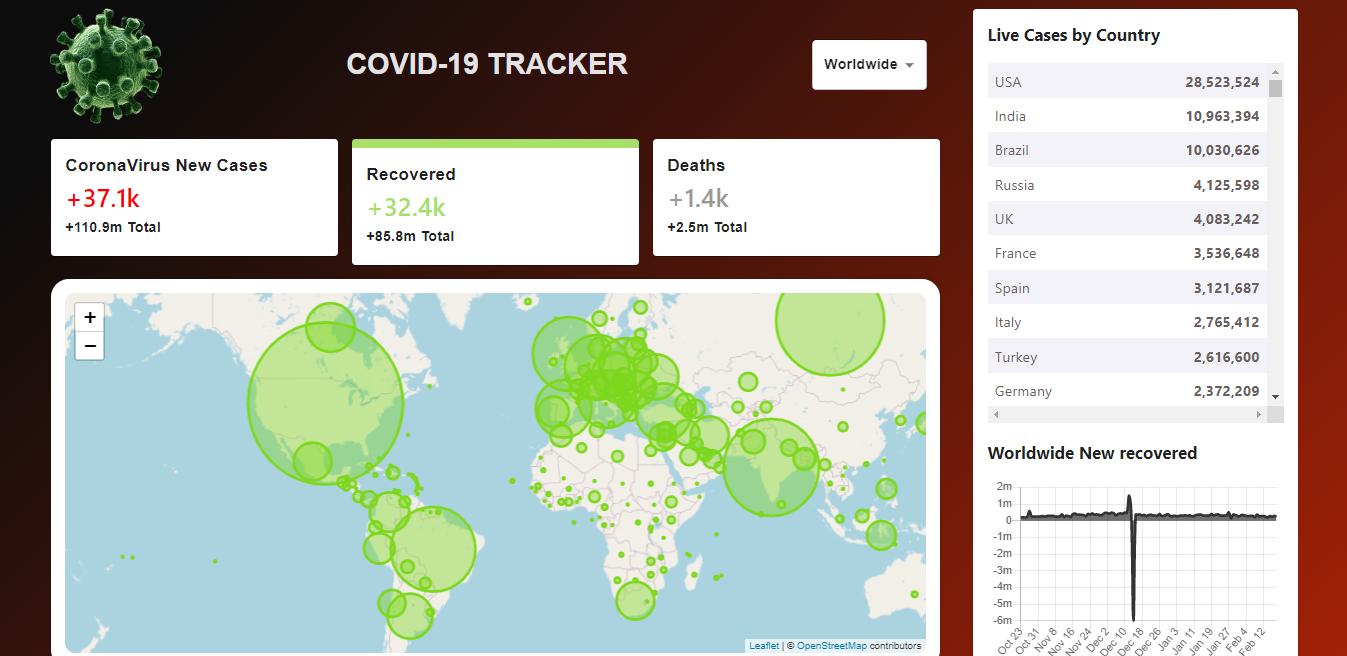 COVID-19 TRACKER
Worldwide
CoronaVirus New Cases
+37.1k
+110.9m Total
Recovered
+32.4k
+85.8m Total
Deaths
+1.4k
+2.5m Total
+
−
Leaflet | © OpenStreetMap contributors
Live Cases by Country
USA 28,523,524
India 10,963,394
Brazil 10,030,626
Russia 4,125,598
UK 4,083,242
France 3,536,648
Spain 3,121,687
Italy 2,765,412
Turkey 2,616,600
Germany 2,372,209
Worldwide New recovered
2m
1m
0
-1m
-2m
-3m
-4m
-5m
-6m
Oct 23 Oct 31 Nov 8 Nov 16 Nov 24 Dec 2 Dec 10 Dec 18 Dec 26 Jan 3 Jan 11 Jan 19 Jan 27 Feb 4 Feb 12